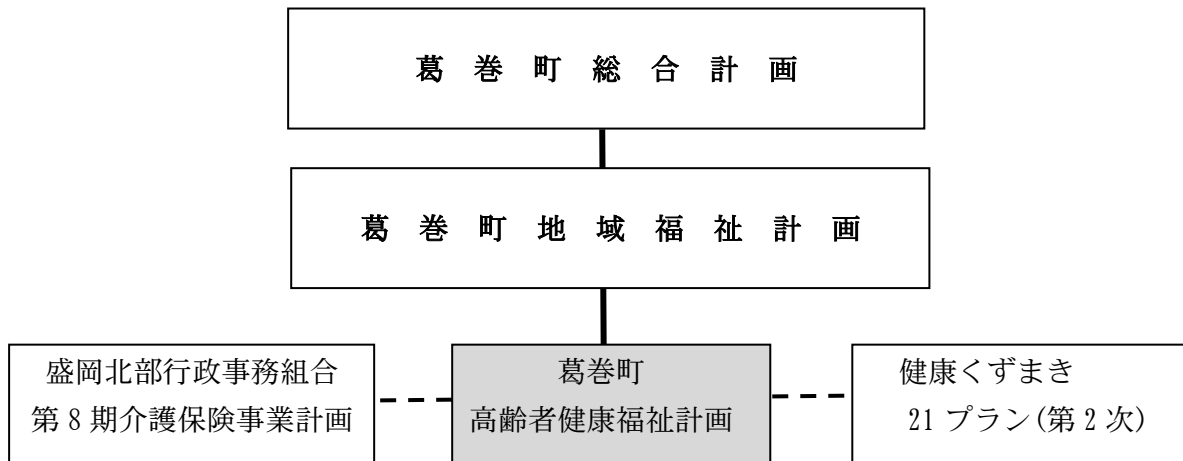 葛巻町総合計画
葛巻町地域福祉計画
盛岡北部行政事務組合
第8期介護保険事業計画
葛巻町
高齢者健康福祉計画
健康くずまき
21プラン(第2次)